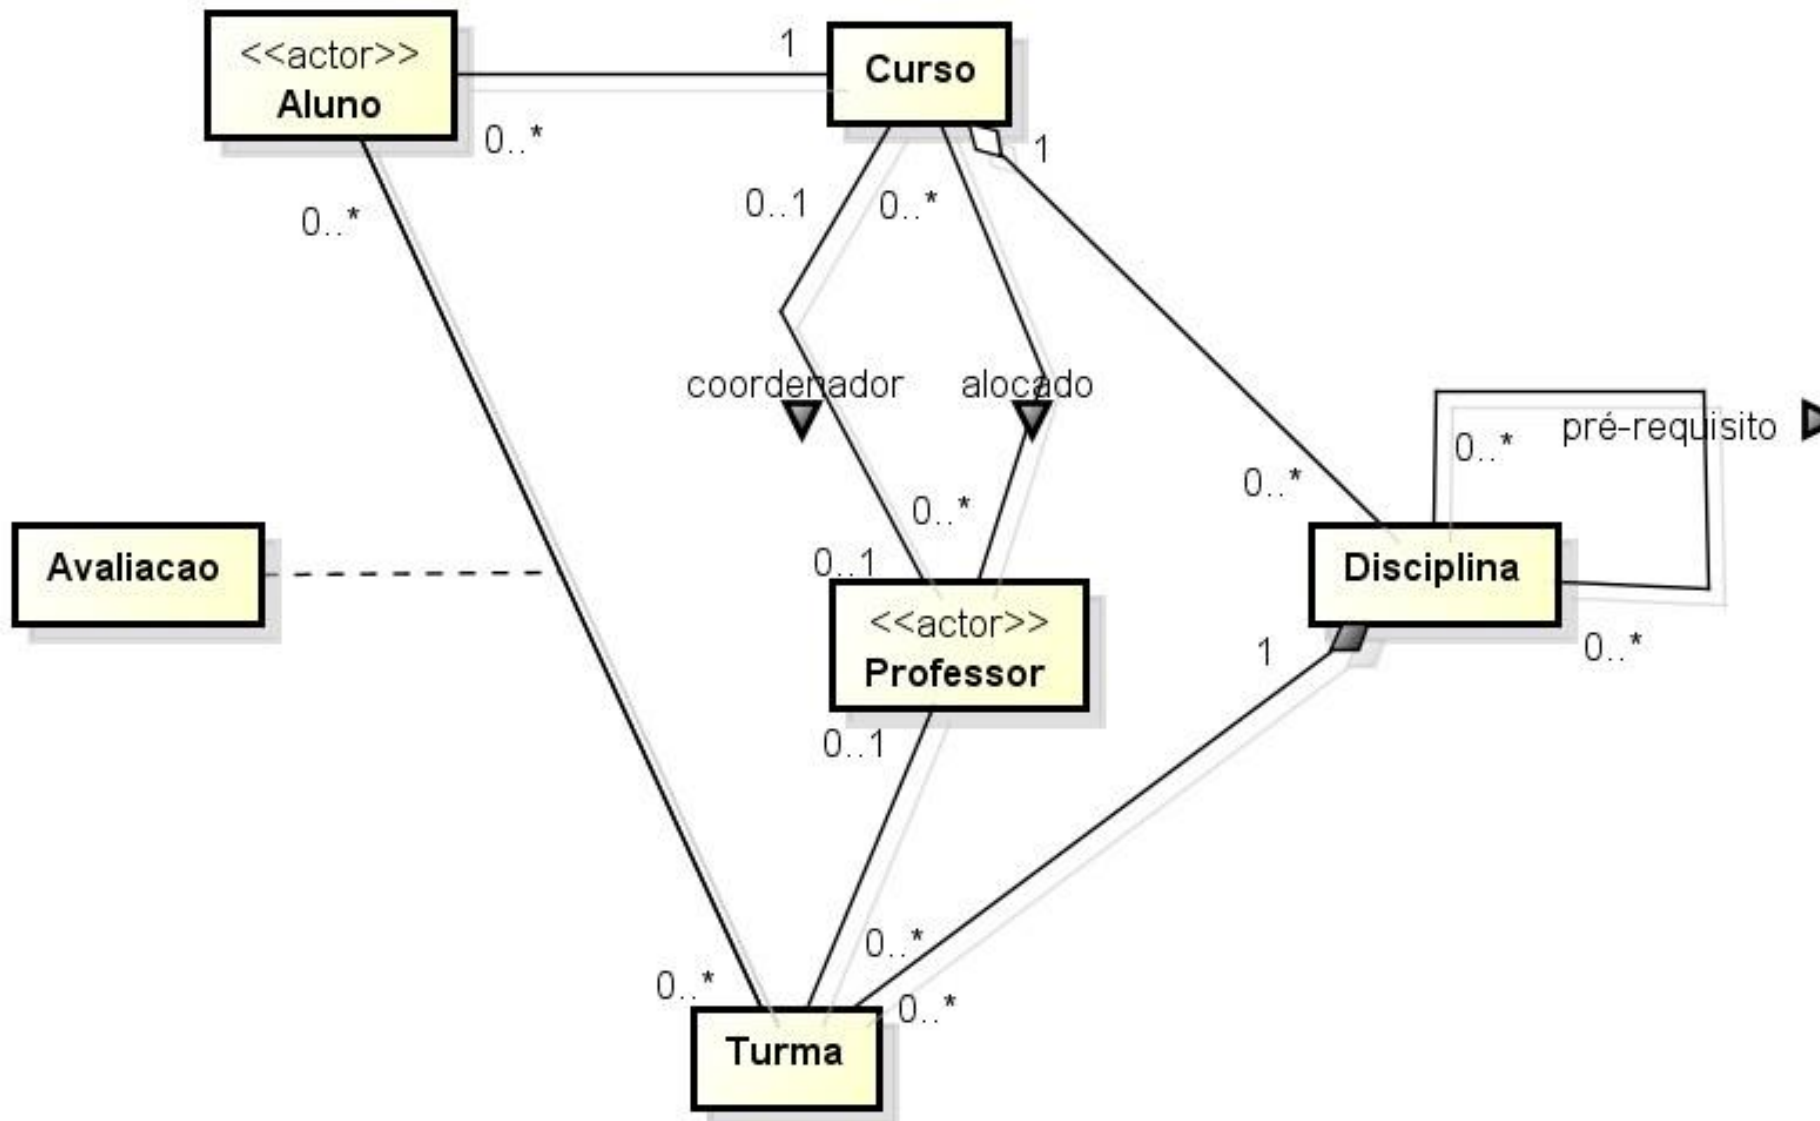 <<actor>>
Aluno
1
Curso
0..*
1
0..*
0..1
0..*
coordenador
alocado
0..*
pré-requisito
0..*
0..*
0..1
Avaliacao
Disciplina
<<actor>>
Professor
1
0..*
0..1
0..*
0..*
0..*
Turma